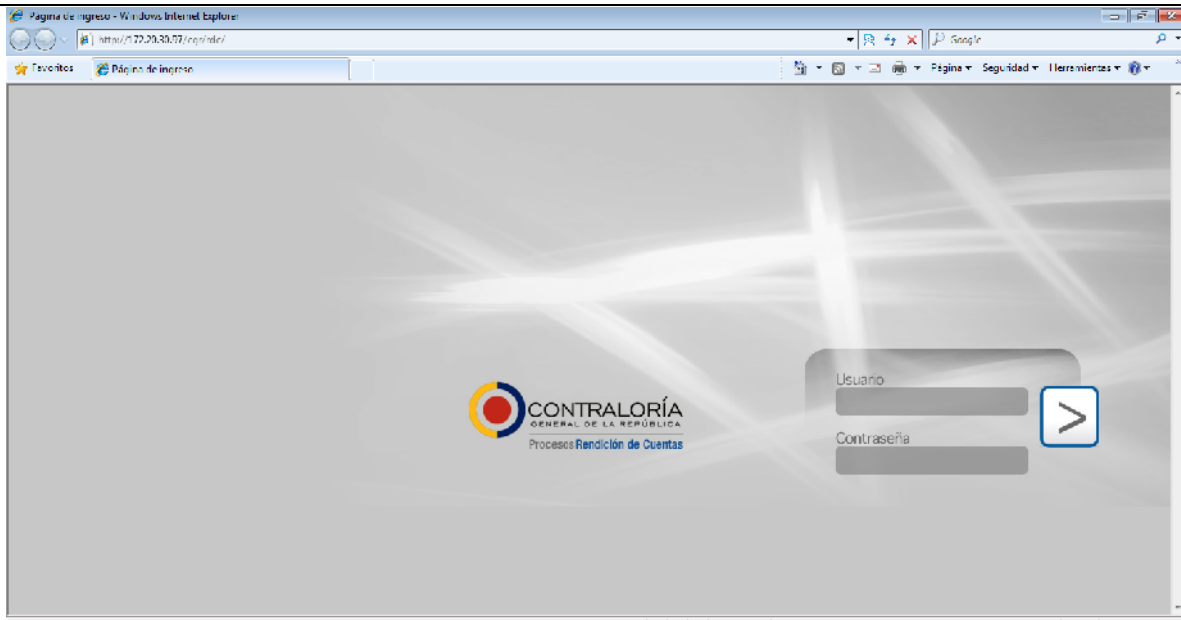 Pagina de ingreso - Windows Internet Explorer
Google
Favoritos
Página de ingreso
Página
Seguridad
Herramientas
Usuario
CONTRALORÍA
GENERAL DE LA REPÚBLICA
Procesos Rendición de Cuentas
Contraseña